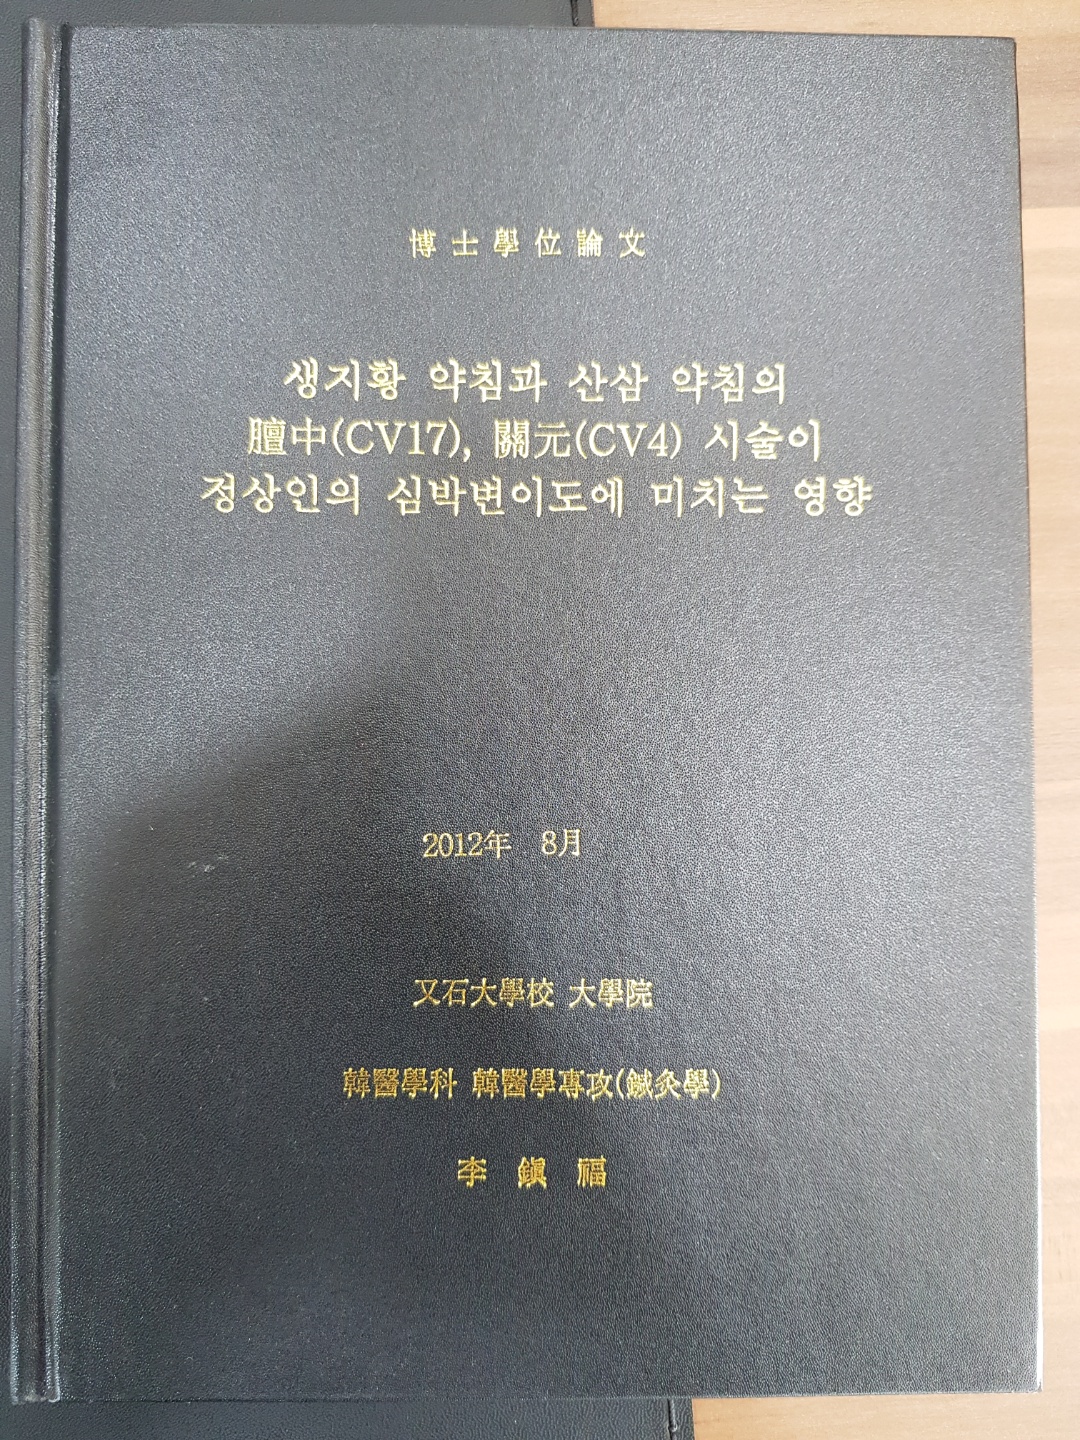 博士學位論文
생지황 약침과 산삼 약침의
膻中(CV17), 關元(CV4) 시술이
정상인의 심박변이도에 미치는 영향
2012年 8月
又石大學校 大學院
韓醫學科 韓醫學專攻(鍼灸學)
李 鎭 福